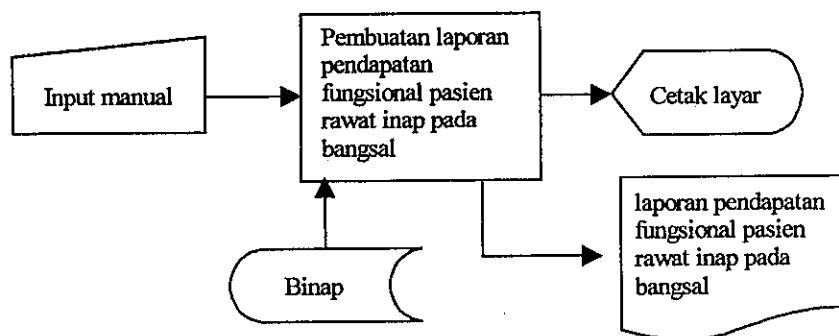 Input manual
Pembuatan laporan
pendapatan
fungsional pasien
rawat inap pada
bangsal
Cetak layar
Binap
laporan pendapatan
fungsional pasien
rawat inap pada
bangsal